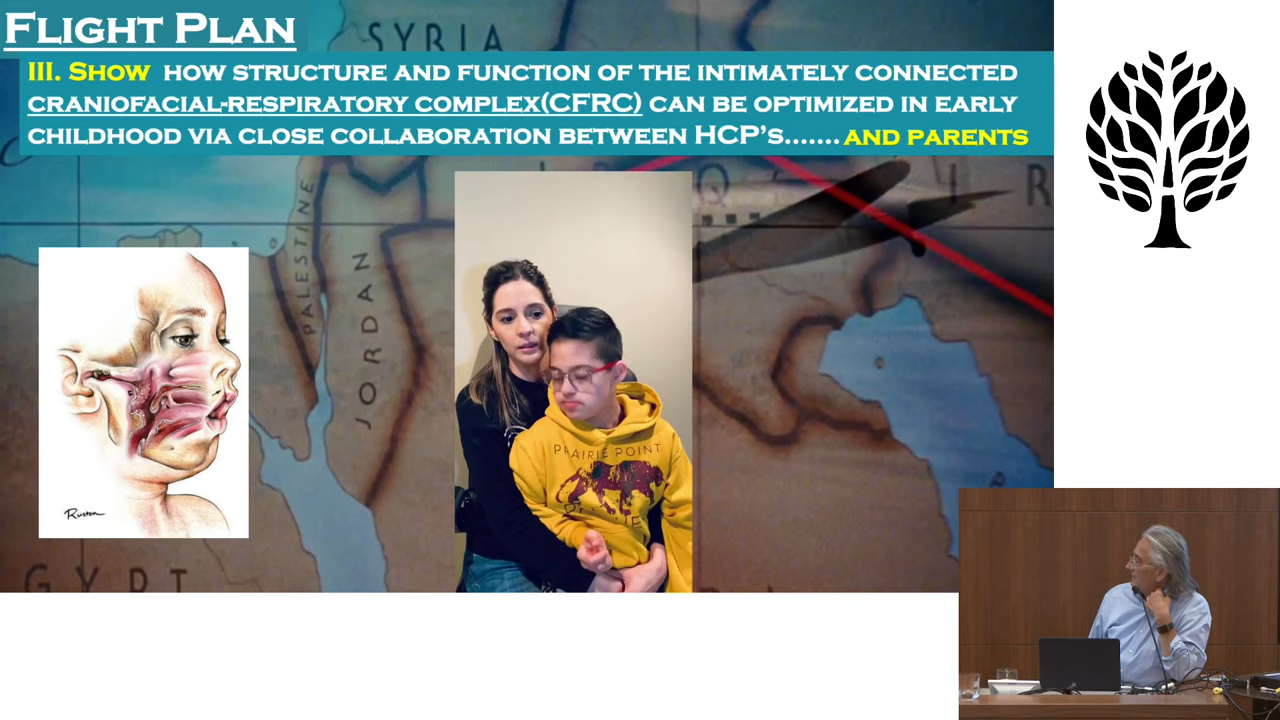 FLIGHT PLAN
III. SHOW HOW STRUCTURE AND FUNCTION OF THE INTIMATELY CONNECTED
CRANIOFACIAL-RESPIRATORY COMPLEX(CFRC) CAN BE OPTIMIZED IN EARLY
CHILDHOOD VIA CLOSE COLLABORATION BETWEEN HCP'S....... AND PARENTS
SYRIA
PALESTINE
JORDAN
GYPT
PRAIRIE POINT
Ruston